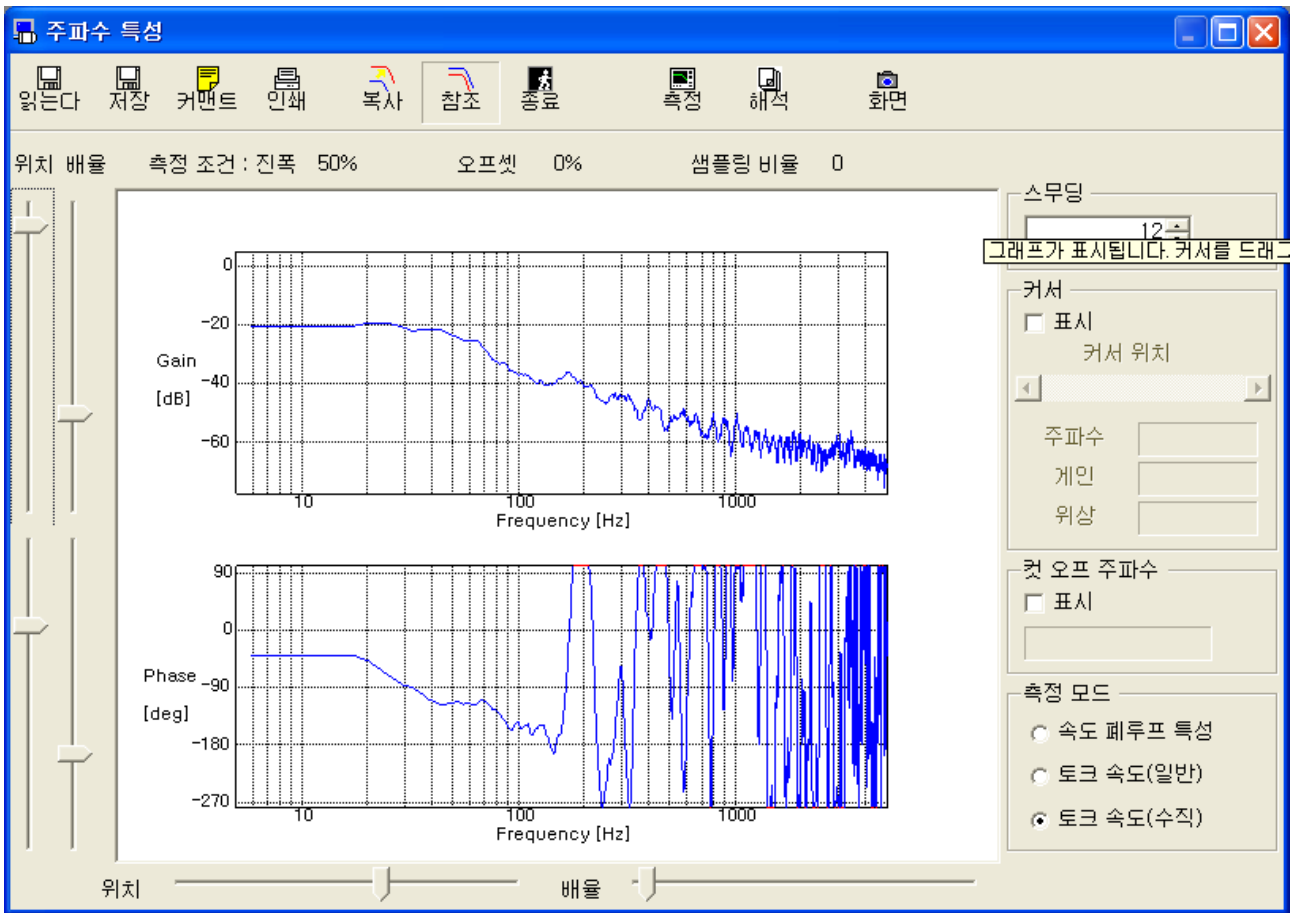 주파수 특성
읽는다 저장 커맨트 인쇄 복사 참조 종료 측정 해석 화면
위치 배율 측정 조건 : 진폭 50% 오프셋 0% 샘플링 비율 0
스무딩
12
그래프가 표시됩니다. 커서를 드래그
커서
표시
커서 위치
주파수
게인
위상
컷 오프 주파수
표시
측정 모드
속도 폐루프 특성
토크 속도(일반)
토크 속도(수직)
0
-20
Gain
-40
[dB]
-60
10 100 1000
Frequency [Hz]
90
0
Phase
-90
[deg]
-180
-270
10 100 1000
Frequency [Hz]
위치 배율